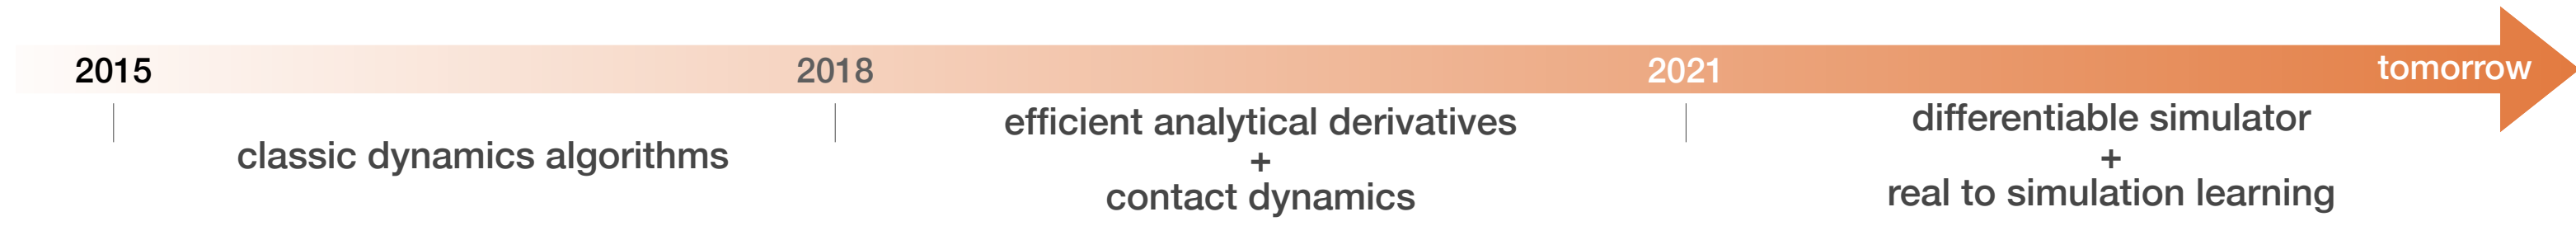 2015
2018
2021
tomorrow
classic dynamics algorithms
efficient analytical derivatives
+
contact dynamics
differentiable simulator
+
real to simulation learning